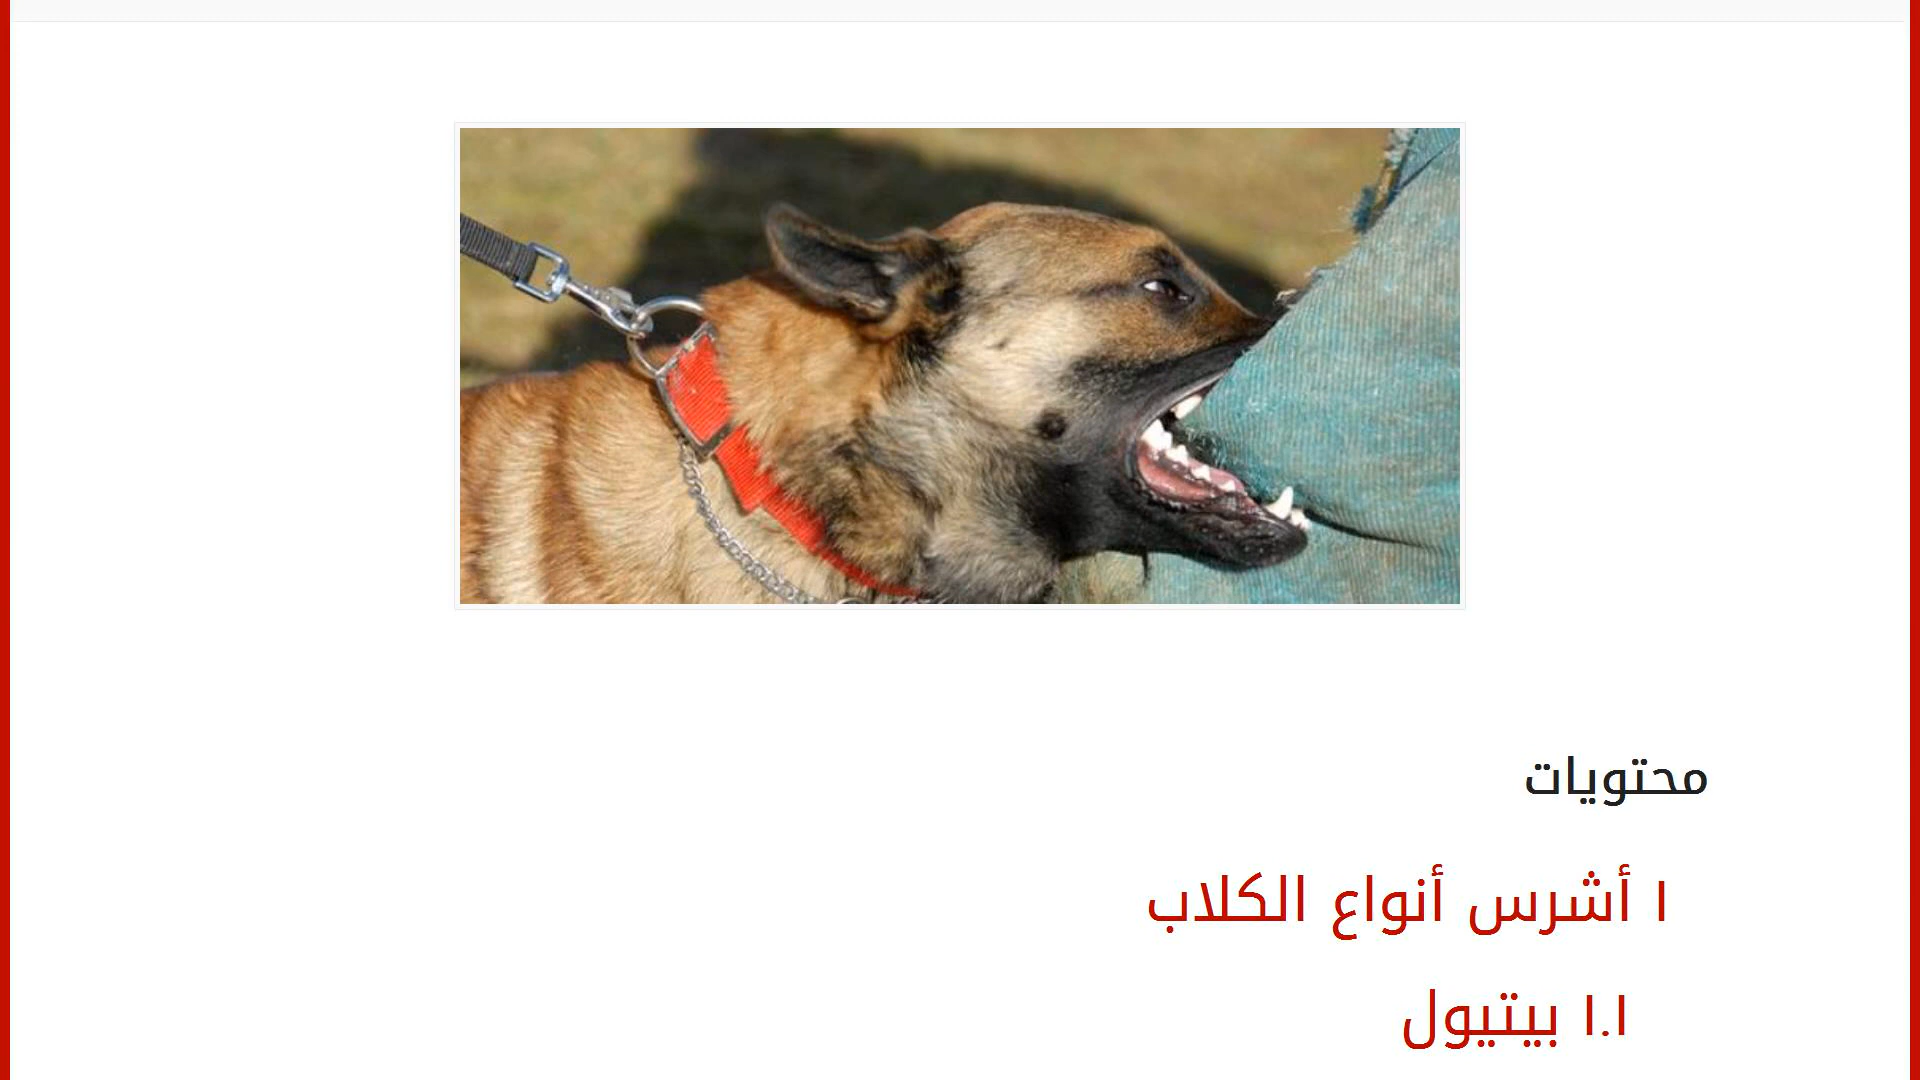 محتويات
١ أشرس أنواع الكلاب
١.١ بيتيول